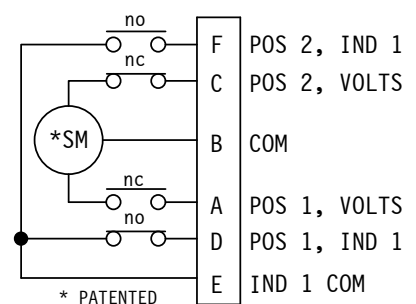 no
F POS 2, IND 1
nc
C POS 2, VOLTS
*SM B COM
nc
A POS 1, VOLTS
no
D POS 1, IND 1
E IND 1 COM
* PATENTED